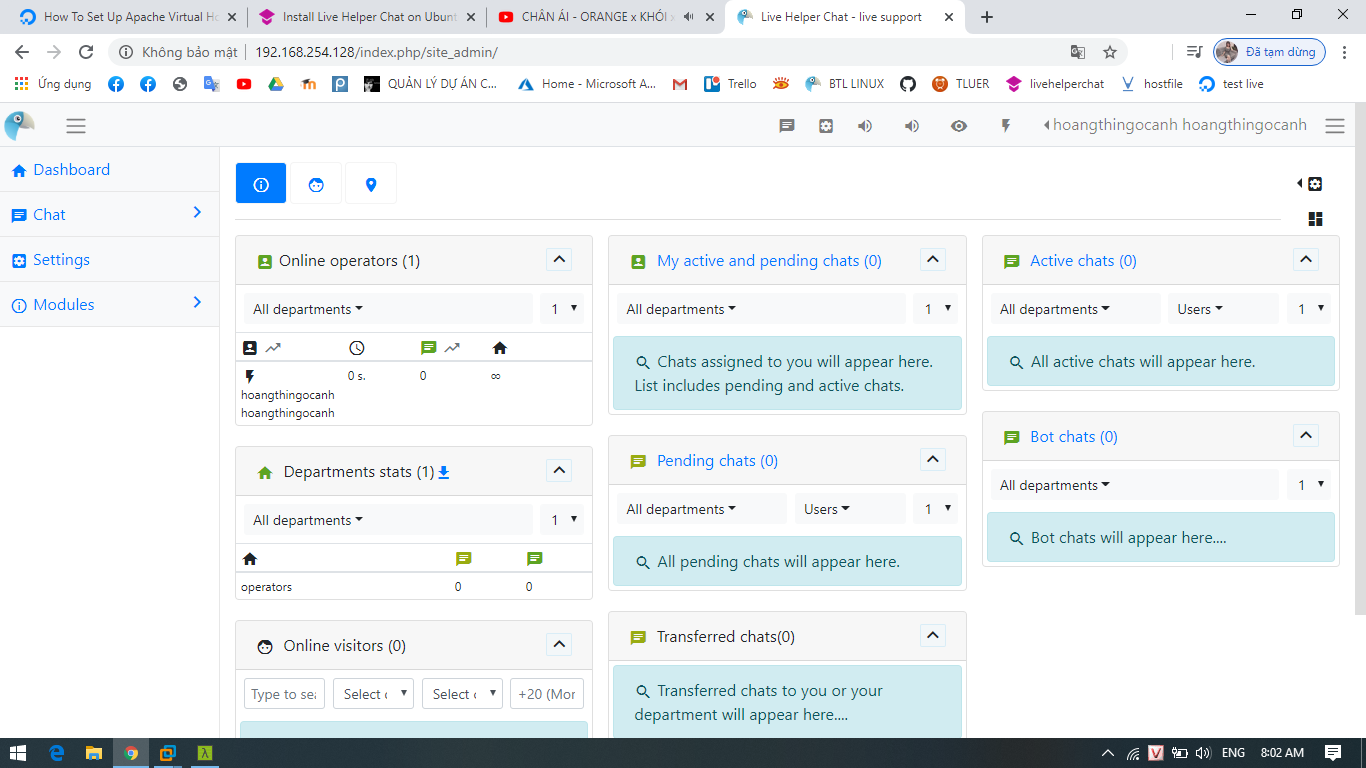 How To Set Up Apache Virtual Ho
Install Live Helper Chat on Ubunt
CHÂN ÁI - ORANGE x KHÓI x
Live Helper Chat - live support
Không bảo mật | 192.168.254.128/index.php/site_admin/
Đã tạm dừng
Ứng dụng
QUẢN LÝ DỰ ÁN C...
Home - Microsoft A...
Trello
BTL LINUX
TLUER
livehelperchat
hostfile
test live
hoangthingocanh hoangthingocanh
Dashboard
Chat
Settings
Modules
Online operators (1)
All departments
1
0 s.
0
∞
hoangthingocanh
hoangthingocanh
Departments stats (1)
All departments
1
operators
0
0
Online visitors (0)
Type to sea
Select c
Select c
+20 (Mor
My active and pending chats (0)
All departments
1
Chats assigned to you will appear here.
List includes pending and active chats.
Pending chats (0)
All departments
Users
1
All pending chats will appear here.
Transferred chats(0)
Transferred chats to you or your
department will appear here....
Active chats (0)
All departments
Users
1
All active chats will appear here.
Bot chats (0)
All departments
1
Bot chats will appear here....
ENG
8:02 AM